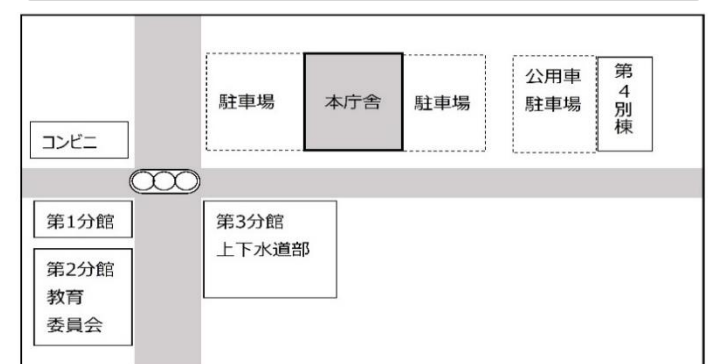 駐車場
本庁舎
駐車場
公用車
駐車場
第4別棟
コンビニ
第1分館
第2分館
教育
委員会
第3分館
上下水道部